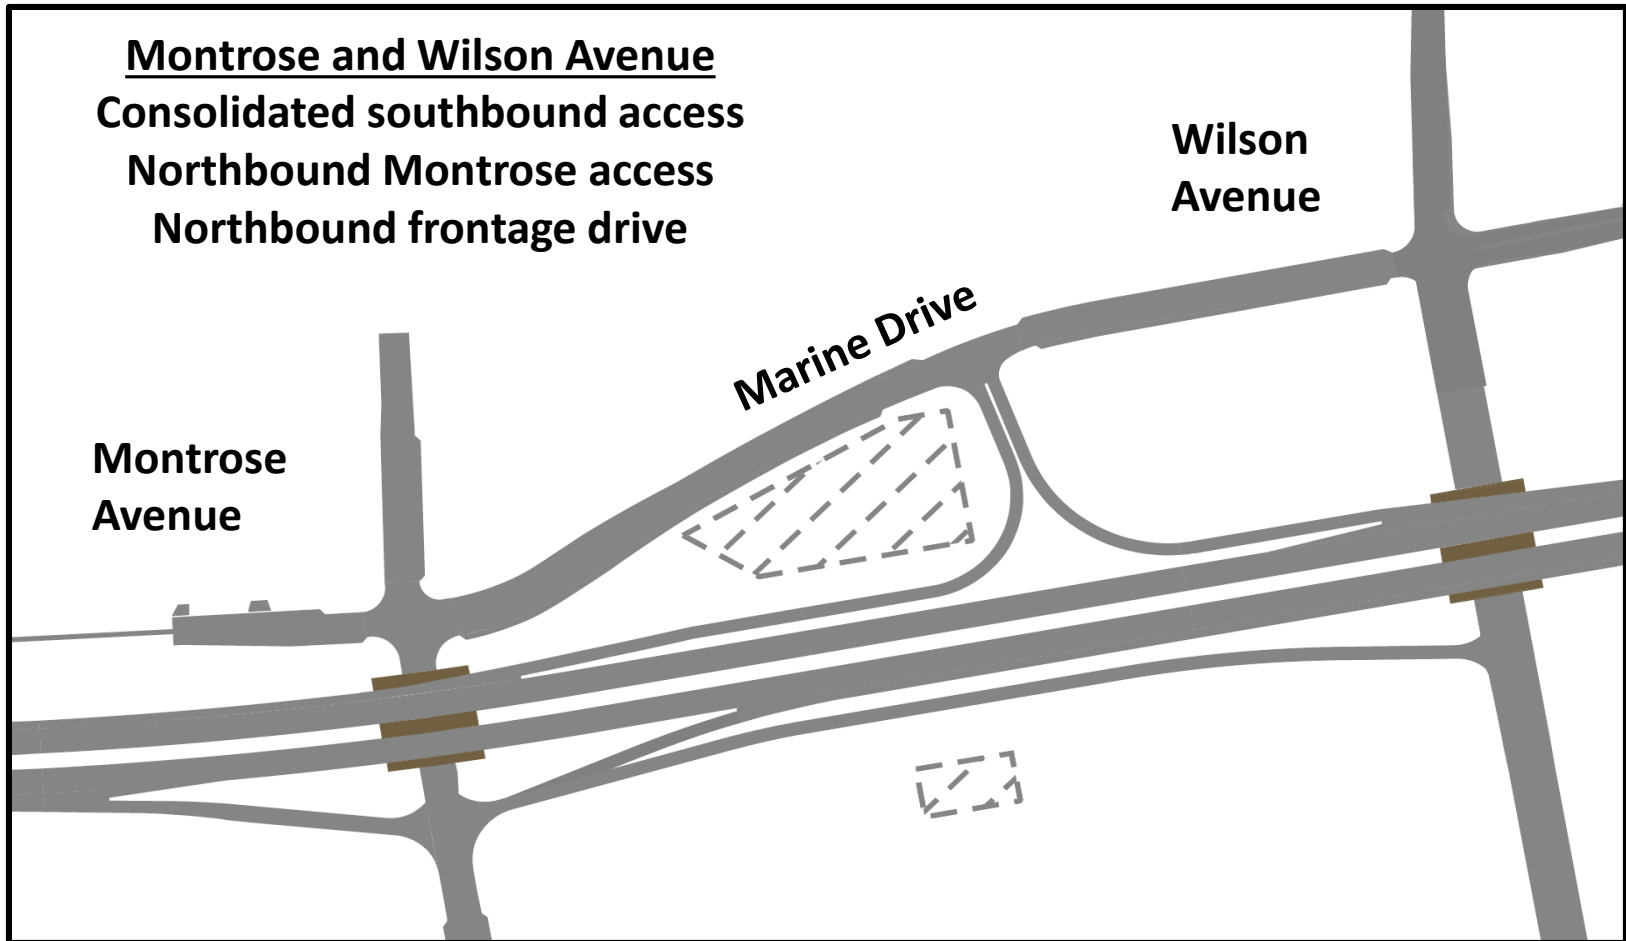 Montrose and Wilson Avenue
Consolidated southbound access
Northbound Montrose access
Northbound frontage drive
Wilson
Avenue
Marine Drive
Montrose
Avenue